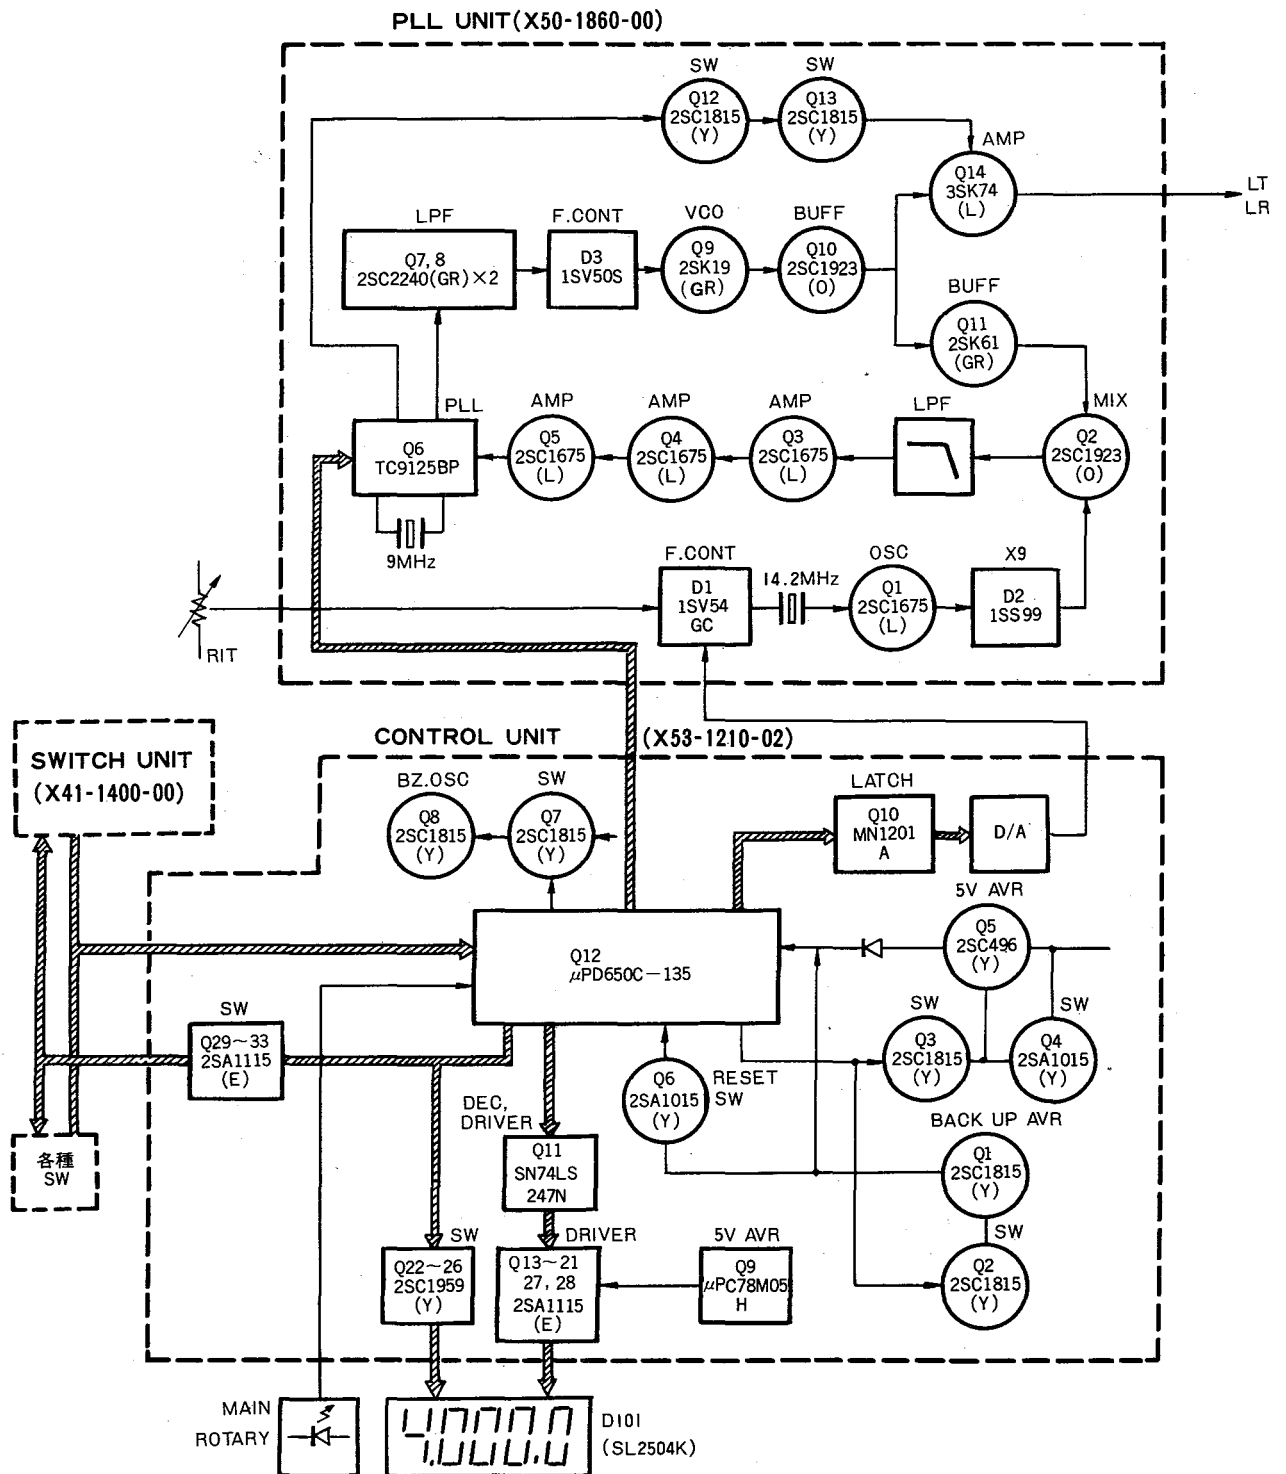 PLL UNIT(X50-1860-00)
SW
Q12
2SC1815
(Y)
SW
Q13
2SC1815
(Y)
AMP
Q14
3SK74
(L)
LT
LR
LPF
Q7, 8
2SC2240(GR)×2
F.CONT
D3
1SV50S
VCO
Q9
2SK19
(GR)
BUFF
Q10
2SC1923
(O)
BUFF
Q11
2SK61
(GR)
PLL
Q6
TC9125BP
9MHz
AMP
Q5
2SC1675
(L)
AMP
Q4
2SC1675
(L)
AMP
Q3
2SC1675
(L)
LPF
MIX
Q2
2SC1923
(O)
RIT
F.CONT
D1
1SV54
GC
14.2MHz
OSC
Q1
2SC1675
(L)
X9
D2
1SS99
SWITCH UNIT
(X41-1400-00)
CONTROL UNIT (X53-1210-02)
BZ.OSC
Q8
2SC1815
(Y)
SW
Q7
2SC1815
(Y)
LATCH
Q10
MN1201
A
D/A
Q12
μPD650C-135
5V AVR
Q5
2SC496
(Y)
SW
Q3
2SC1815
(Y)
SW
Q4
2SA1015
(Y)
SW
Q29~33
2SA1115
(E)
RESET
SW
Q6
2SA1015
(Y)
DEC,
DRIVER
Q11
SN74LS
247N
BACK UP AVR
Q1
2SC1815
(Y)
SW
Q2
2SC1815
(Y)
各種
SW
SW
Q22~26
2SC1959
(Y)
DRIVER
Q13~21
27, 28
2SA1115
(E)
5V AVR
Q9
μPC78M05
H
MAIN
ROTARY
4.000.0
D101
(SL2504K)